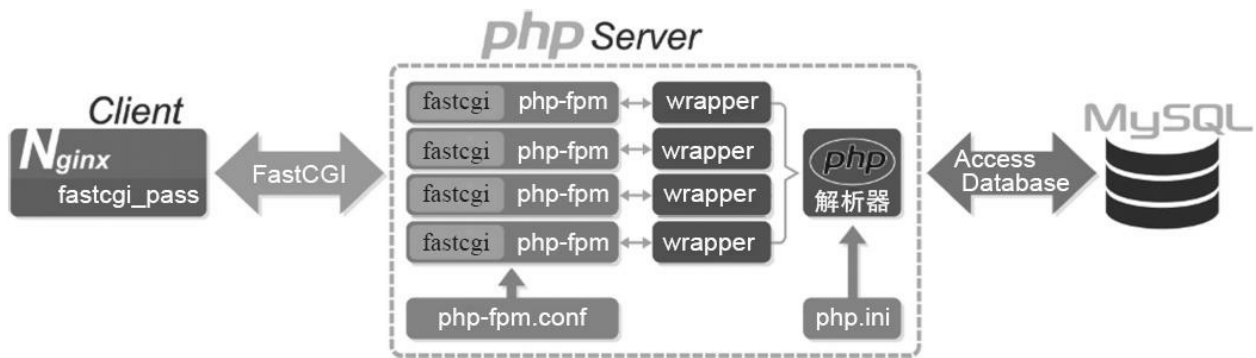 php Server
Client
Nginx
fastcgi_pass
FastCGI
fastcgi php-fpm wrapper
fastcgi php-fpm wrapper
fastcgi php-fpm wrapper
fastcgi php-fpm wrapper
php-fpm.conf
php
解析器
php.ini
Access
Database
MySQL